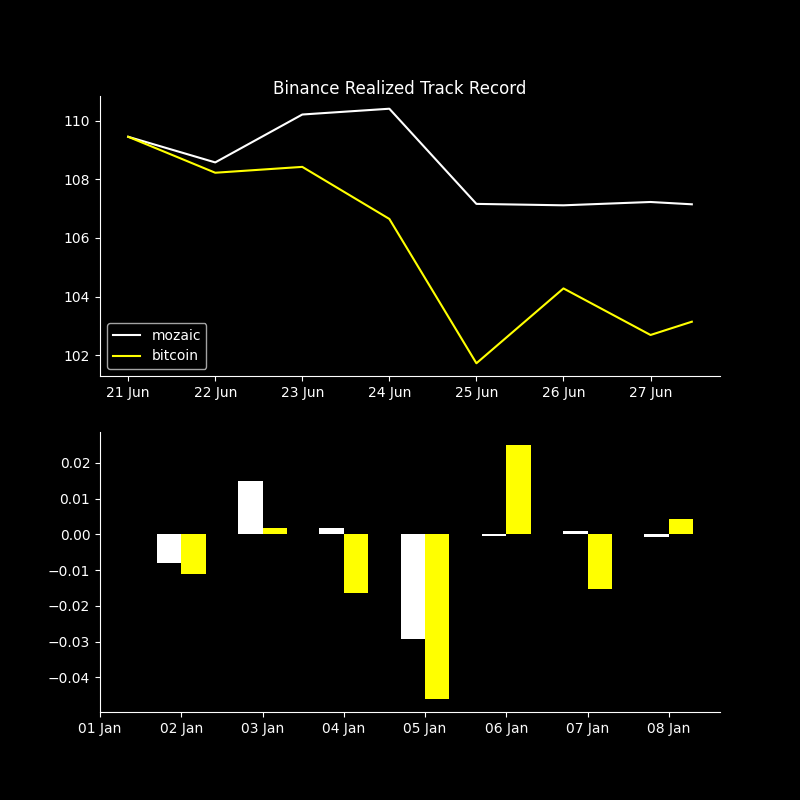 Binance Realized Track Record
110
108
106
104
102
mozaic
bitcoin
21 Jun 22 Jun 23 Jun 24 Jun 25 Jun 26 Jun 27 Jun
0.02
0.01
0.00
−0.01
−0.02
−0.03
−0.04
01 Jan 02 Jan 03 Jan 04 Jan 05 Jan 06 Jan 07 Jan 08 Jan